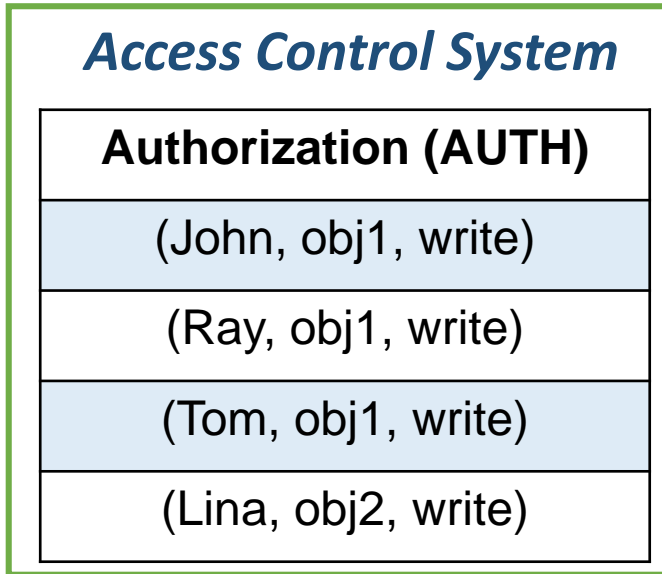 Access Control System
Authorization (AUTH)
(John, obj1, write)
(Ray, obj1, write)
(Tom, obj1, write)
(Lina, obj2, write)